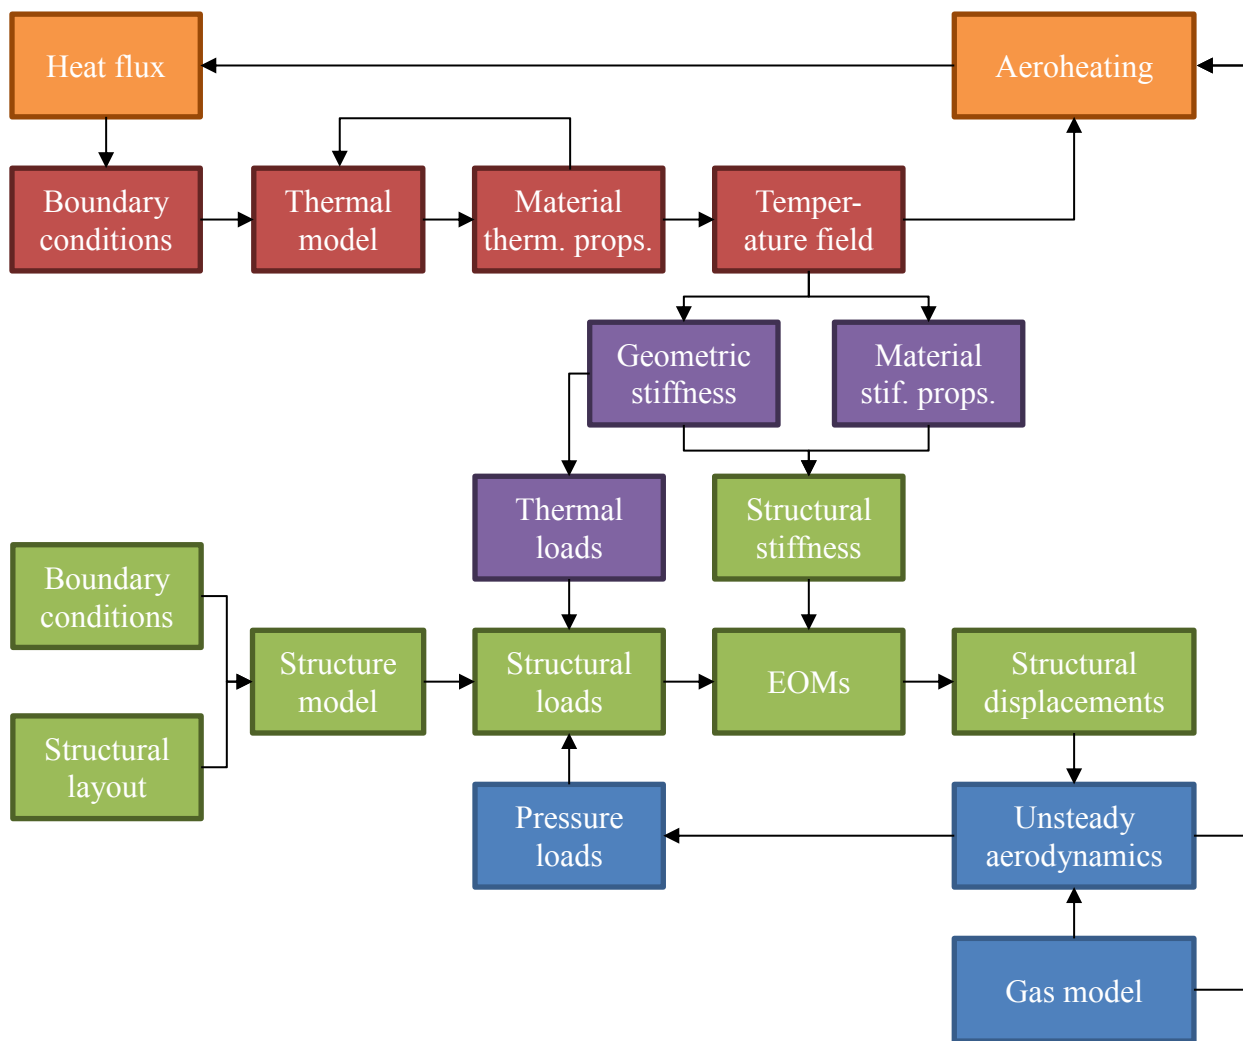 Heat flux
Aeroheating
Boundary
conditions
Thermal
model
Material
therm. props.
Temper-
ature field
Geometric
stiffness
Material
stif. props.
Thermal
loads
Structural
stiffness
Boundary
conditions
Structure
model
Structural
loads
EOMs
Structural
displacements
Structural
layout
Pressure
loads
Unsteady
aerodynamics
Gas model